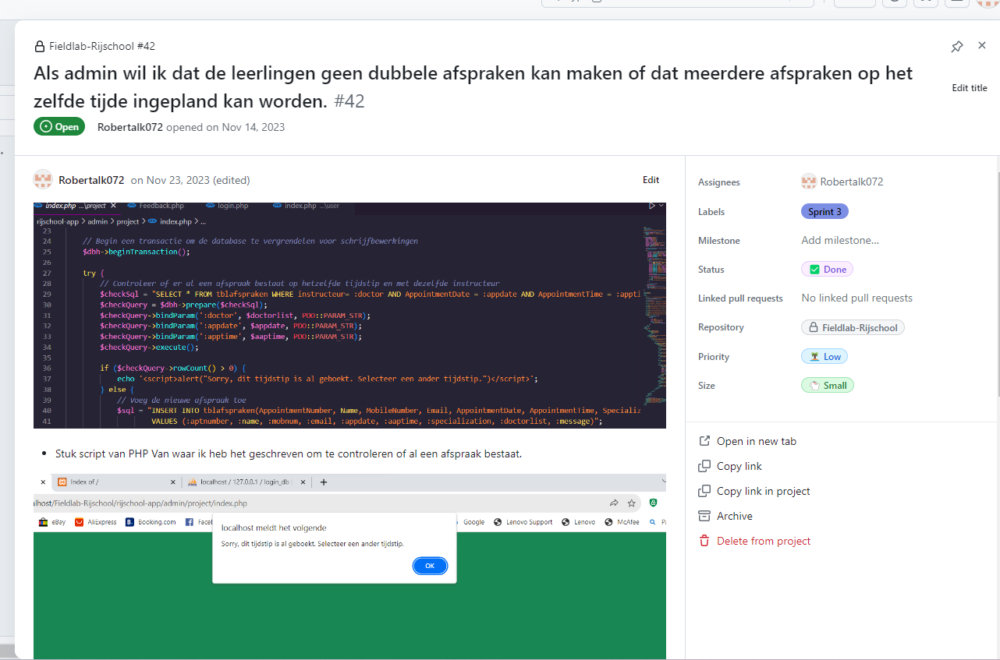 Fieldlab-Rijschool #42
Als admin wil ik dat de leerlingen geen dubbele afspraken kan maken of dat meerdere afspraken op het
zelfde tijde ingepland kan worden. #42
Edit title
Open
Robertalk072 opened on Nov 14, 2023
Robertalk072 on Nov 23, 2023 (edited)
Edit
index.php ...\project
Feedback.php
login.php
index.php ...\user
rijschool-app > admin > project > index.php > ...
23
24 // Begin een transactie om de database te vergrendelen voor schrijfbewerkingen
25 $dbh->beginTransaction();
26
27 try {
28 // Controleer of er al een afspraak bestaat op hetzelfde tijdstip en met dezelfde instructeur
29 $checkSql = "SELECT * FROM tblafspraken WHERE instructeur= :doctor AND AppointmentDate = :appdate AND AppointmentTime = :appti
30 $checkQuery = $dbh->prepare($checkSql);
31 $checkQuery->bindParam(':doctor', $doctorlist, PDO::PARAM_STR);
32 $checkQuery->bindParam(':appdate', $appdate, PDO::PARAM_STR);
33 $checkQuery->bindParam(':apptime', $aaptime, PDO::PARAM_STR);
34 $checkQuery->execute();
35
36 if ($checkQuery->rowCount() > 0) {
37 echo '<script>alert("Sorry, dit tijdstip is al geboekt. Selecteer een ander tijdstip.")</script>';
38 } else {
39 // Voeg de nieuwe afspraak toe
40 $sql = "INSERT INTO tblafspraken(AppointmentNumber, Name, MobileNumber, Email, AppointmentDate, AppointmentTime, Specializ
41 VALUES (:aptnumber, :name, :mobnum, :email, :appdate, :aaptime, :specialization, :doctorlist, :message)";
• Stuk script van PHP Van waar ik heb het geschreven om te controleren of al een afspraak bestaat.
Index of /
localhost / 127.0.0.1 / login_db
alhost/Fieldlab-Rijschool/rijschool-app/admin/project/index.php
eBay
AliExpress
Booking.com
Facel
Google
Lenovo Support
Lenovo
McAfee
localhost meldt het volgende
Sorry, dit tijdstip is al geboekt. Selecteer een ander tijdstip.
OK
Assignees Robertalk072
Labels Sprint 3
Milestone Add milestone...
Status Done
Linked pull requests No linked pull requests
Repository Fieldlab-Rijschool
Priority Low
Size Small
Open in new tab
Copy link
Copy link in project
Archive
Delete from project